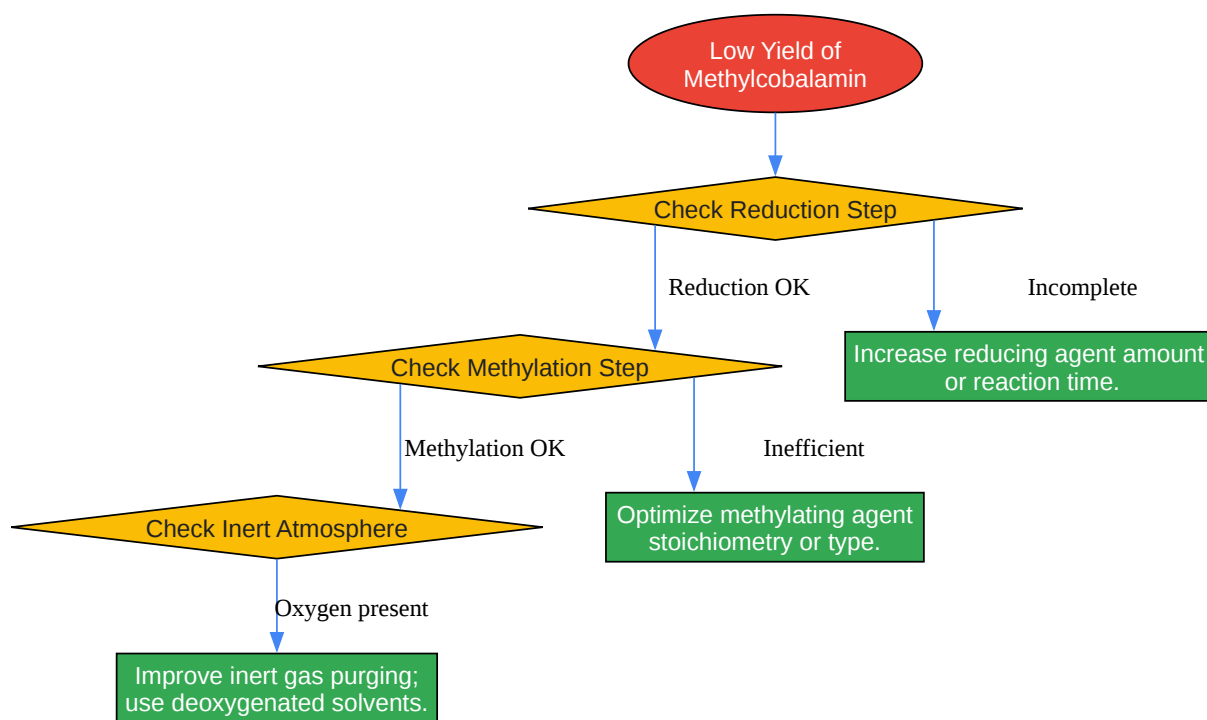 Low Yield of
Methylcobalamin
Check Reduction Step
Reduction OK
Incomplete
Increase reducing agent amount
or reaction time.
Check Methylation Step
Methylation OK
Inefficient
Optimize methylating agent
stoichiometry or type.
Check Inert Atmosphere
Oxygen present
Improve inert gas purging;
use deoxygenated solvents.